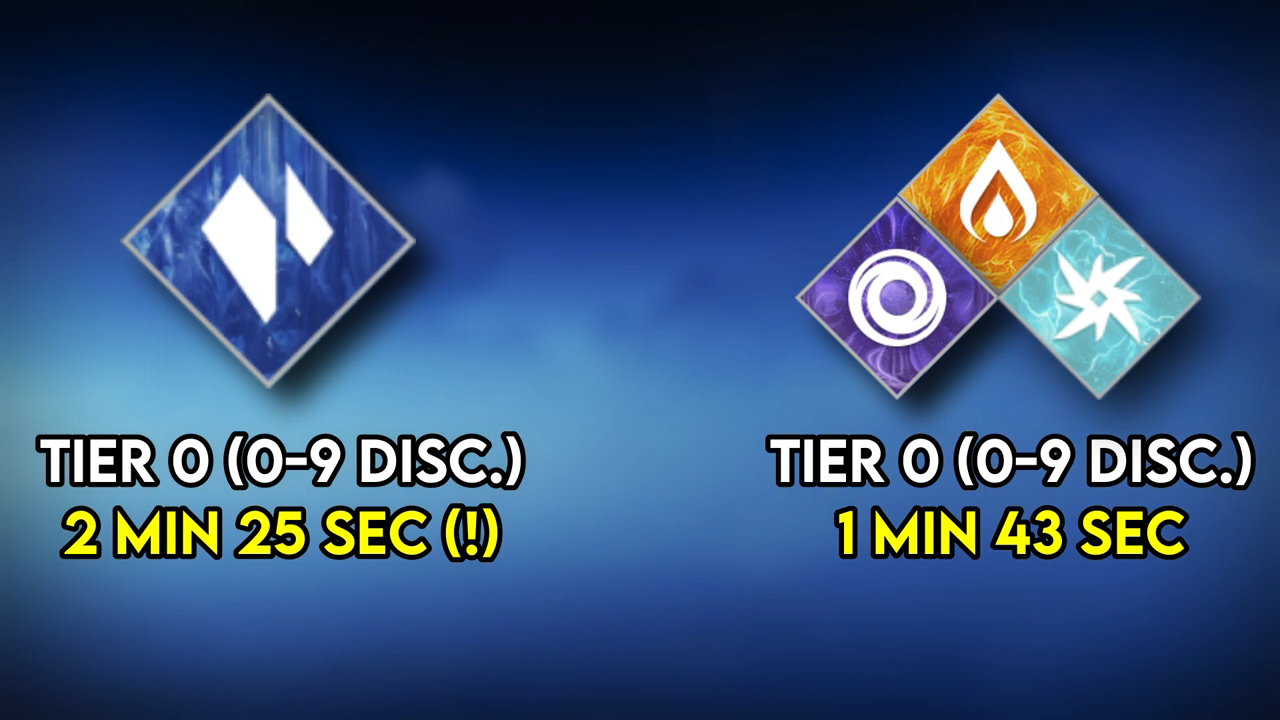 TIER 0 (0-9 DISC.)
2 MIN 25 SEC (!)
TIER 0 (0-9 DISC.)
1 MIN 43 SEC